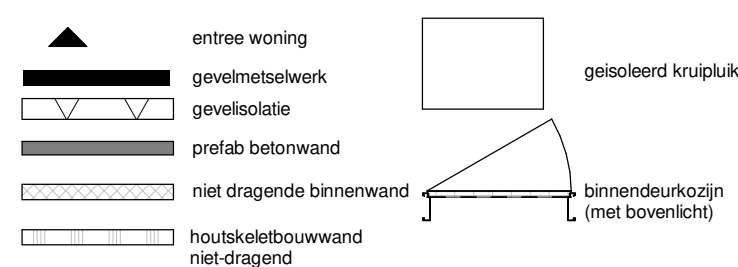 entree woning
gevelmetselwerk
gevelisolatie
prefab betonwand
niet dragende binnenwand
houtskeletbouwwand
niet-dragend
geisoleerd kruipluik
binnendeurkozijn
(met bovenlicht)